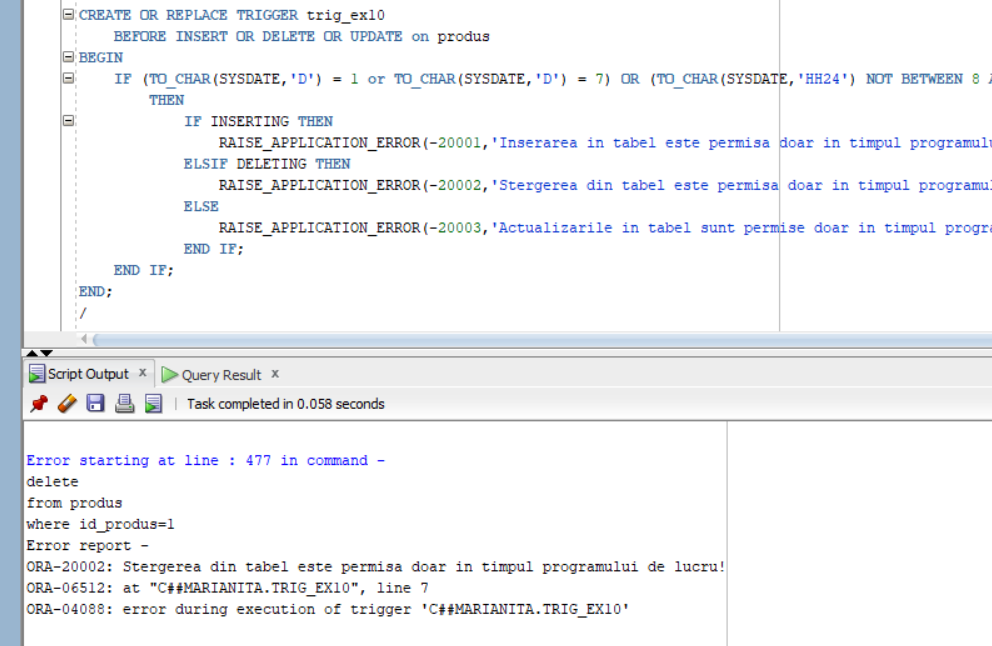 CREATE OR REPLACE TRIGGER trig_ex10
BEFORE INSERT OR DELETE OR UPDATE on produs
BEGIN
IF (TO_CHAR(SYSDATE,'D') = 1 or TO_CHAR(SYSDATE,'D') = 7) OR (TO_CHAR(SYSDATE,'HH24') NOT BETWEEN 8
THEN
IF INSERTING THEN
RAISE_APPLICATION_ERROR(-20001,'Inserarea in tabel este permisa doar in timpul programulu
ELSIF DELETING THEN
RAISE_APPLICATION_ERROR(-20002,'Stergerea din tabel este permisa doar in timpul programul
ELSE
RAISE_APPLICATION_ERROR(-20003,'Actualizarile in tabel sunt permise doar in timpul progra
END IF;
END IF;
END;
/
Script Output x Query Result x
Task completed in 0.058 seconds
Error starting at line : 477 in command -
delete
from produs
where id_produs=1
Error report -
ORA-20002: Stergerea din tabel este permisa doar in timpul programului de lucru!
ORA-06512: at "C##MARIANITA.TRIG_EX10", line 7
ORA-04088: error during execution of trigger 'C##MARIANITA.TRIG_EX10'